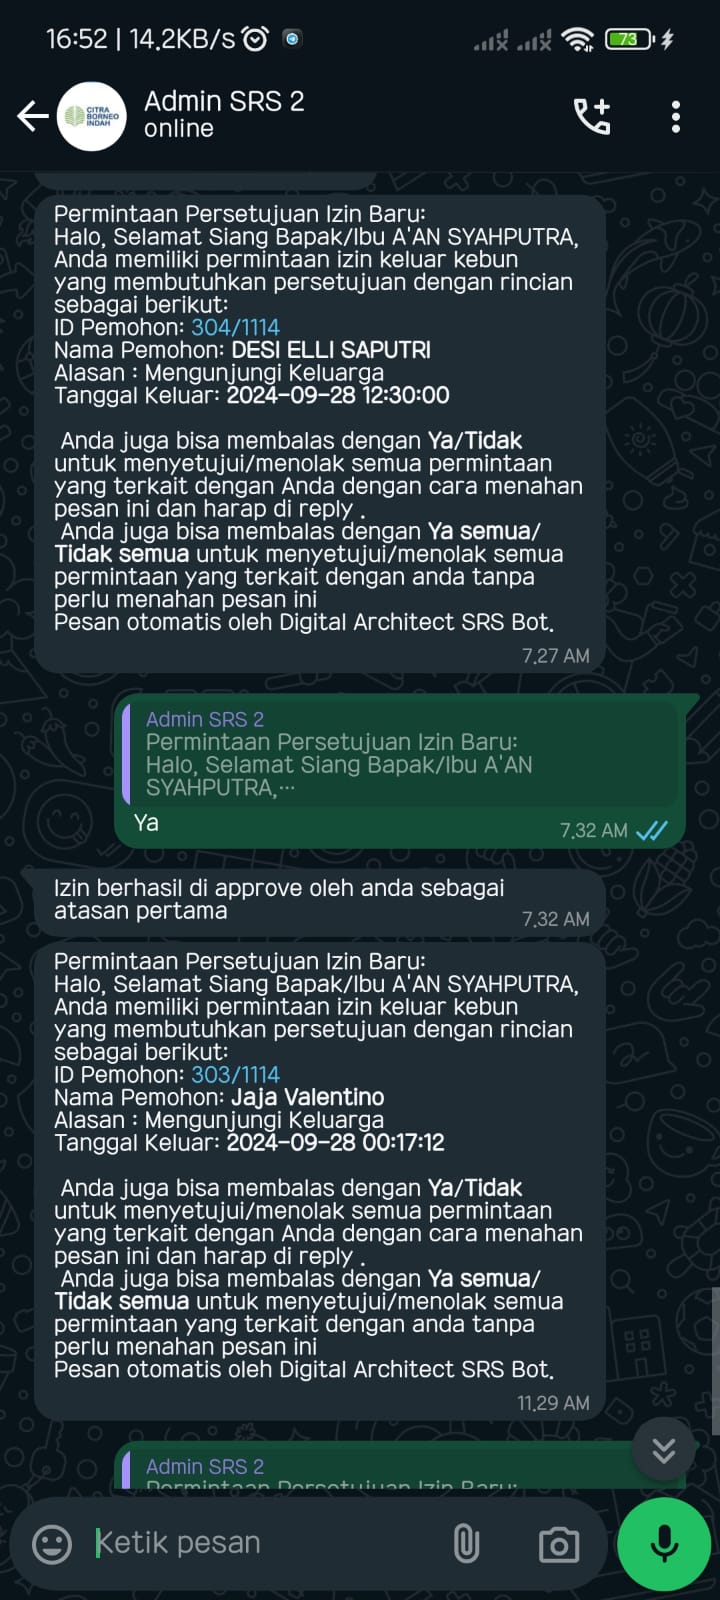 16:52 | 14.2KB/s
73
CITRA
BORNEO
INDAH
Admin SRS 2
online
Permintaan Persetujuan Izin Baru:
Halo, Selamat Siang Bapak/Ibu A'AN SYAHPUTRA,
Anda memiliki permintaan izin keluar kebun
yang membutuhkan persetujuan dengan rincian
sebagai berikut:
ID Pemohon: 304/1114
Nama Pemohon: DESI ELLI SAPUTRI
Alasan : Mengunjungi Keluarga
Tanggal Keluar: 2024-09-28 12:30:00
Anda juga bisa membalas dengan Ya/Tidak
untuk menyetujui/menolak semua permintaan
yang terkait dengan Anda dengan cara menahan
pesan ini dan harap di reply .
Anda juga bisa membalas dengan Ya semua/
Tidak semua untuk menyetujui/menolak semua
permintaan yang terkait dengan anda tanpa
perlu menahan pesan ini
Pesan otomatis oleh Digital Architect SRS Bot.
7.27 AM
Admin SRS 2
Permintaan Persetujuan Izin Baru:
Halo, Selamat Siang Bapak/Ibu A'AN
SYAHPUTRA,...
Ya
7.32 AM
Izin berhasil di approve oleh anda sebagai
atasan pertama
7.32 AM
Permintaan Persetujuan Izin Baru:
Halo, Selamat Siang Bapak/Ibu A'AN SYAHPUTRA,
Anda memiliki permintaan izin keluar kebun
yang membutuhkan persetujuan dengan rincian
sebagai berikut:
ID Pemohon: 303/1114
Nama Pemohon: Jaja Valentino
Alasan : Mengunjungi Keluarga
Tanggal Keluar: 2024-09-28 00:17:12
Anda juga bisa membalas dengan Ya/Tidak
untuk menyetujui/menolak semua permintaan
yang terkait dengan Anda dengan cara menahan
pesan ini dan harap di reply .
Anda juga bisa membalas dengan Ya semua/
Tidak semua untuk menyetujui/menolak semua
permintaan yang terkait dengan anda tanpa
perlu menahan pesan ini
Pesan otomatis oleh Digital Architect SRS Bot.
11.29 AM
Admin SRS 2
Permintaan Persetujuan Izin Baru:
Ketik pesan